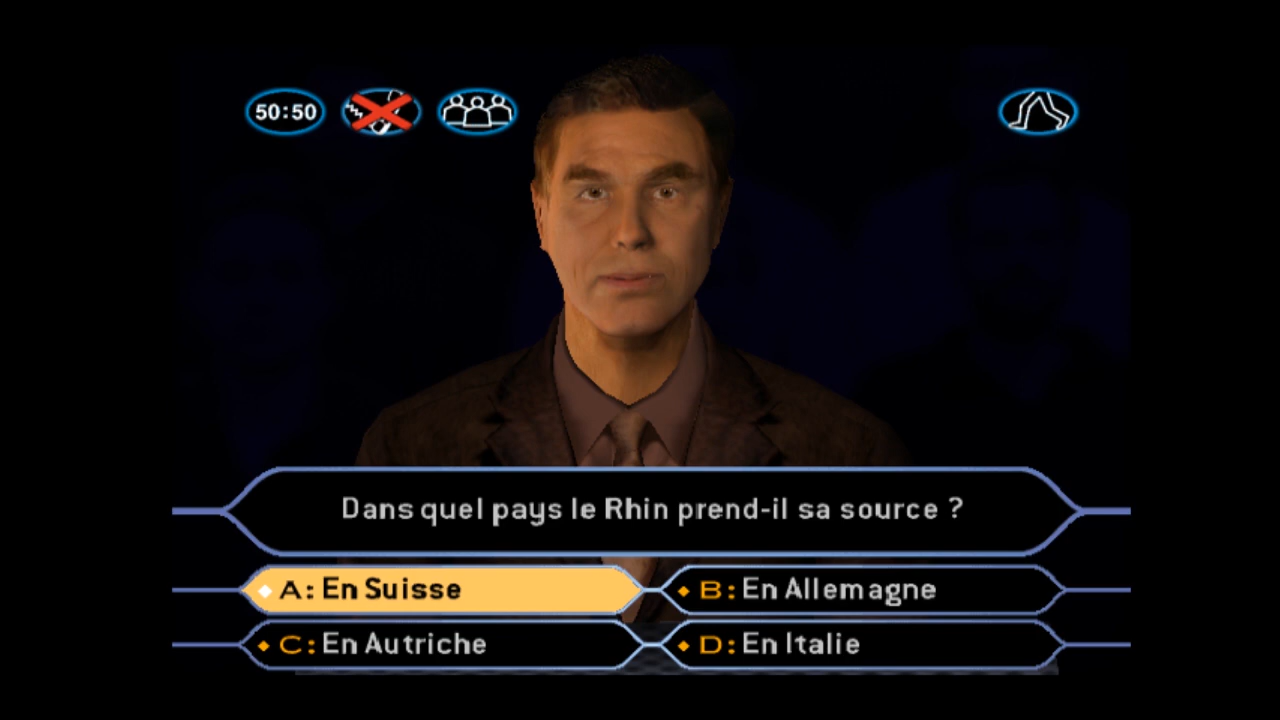 50:50
Dans quel pays le Rhin prend-il sa source ?
A: En Suisse
B: En Allemagne
C: En Autriche
D: En Italie